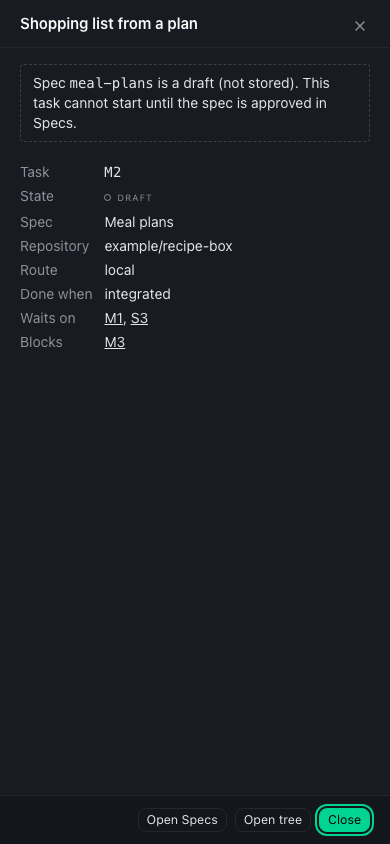 Shopping list from a plan
Spec meal-plans is a draft (not stored). This
task cannot start until the spec is approved in
Specs.
Task M2
State DRAFT
Spec Meal plans
Repository example/recipe-box
Route local
Done when integrated
Waits on M1, S3
Blocks M3
Open Specs Open tree Close